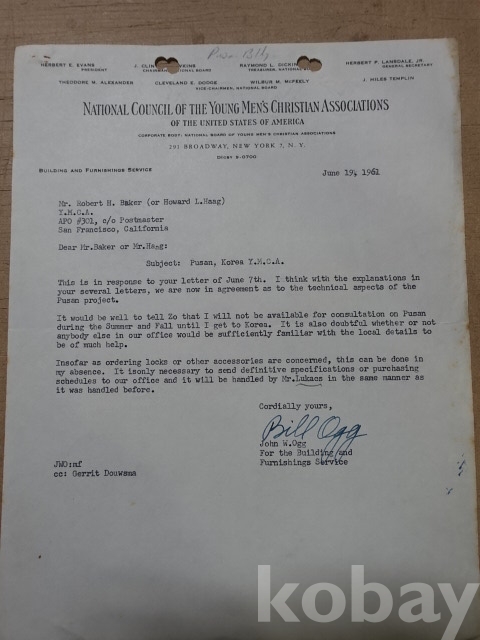 HERBERT E. EVANS
PRESIDENT
CHAIRMAN, NATIONAL BOARD
RAYMOND L. DICKIN
TREASURER, NATIONAL BOARD
HERBERT P. LANSDALE, JR.
GENERAL SECRETARY
THEODORE M. ALEXANDER
CLEVELAND E. DODGE
WILBUR M. McFEELY
J. MILES TEMPLIN
VICE-CHAIRMEN, NATIONAL BOARD
NATIONAL COUNCIL OF THE YOUNG MEN'S CHRISTIAN ASSOCIATIONS
OF THE UNITED STATES OF AMERICA
CORPORATE BODY: NATIONAL BOARD OF YOUNG MEN'S CHRISTIAN ASSOCIATIONS
291 BROADWAY, NEW YORK 7, N. Y.
DIGBY 9-0700
BUILDING AND FURNISHINGS SERVICE
June 19, 1961
Mr. Robert H. Baker (or Howard L.Haag)
Y.M.C.A.
APO #301, c/o Postmaster
San Francisco, California
Dear Mr.Baker or Mr.Haag:
Subject: Pusan, Korea Y.M.C.A.
This is in response to your letter of June 7th. I think with the explanations in
your several letters, we are now in agreement as to the technical aspects of the
Pusan project.
It would be well to tell Zo that I will not be available for consultation on Pusan
during the Summer and Fall until I get to Korea. It is also doubtful whether or not
anybody else in our office would be sufficiently familiar with the local details to
be of much help.
Insofar as ordering locks or other accessories are concerned, this can be done in
my absence. It isonly necessary to send definitive specifications or purchasing
schedules to our office and it will be handled by Mr.Lukacs in the same manner as
it was handled before.
Cordially yours,
Bill Ogg
John W.Ogg
For the Building and
Furnishings Service
JWO:mf
cc: Gerrit Douwsma
kobay